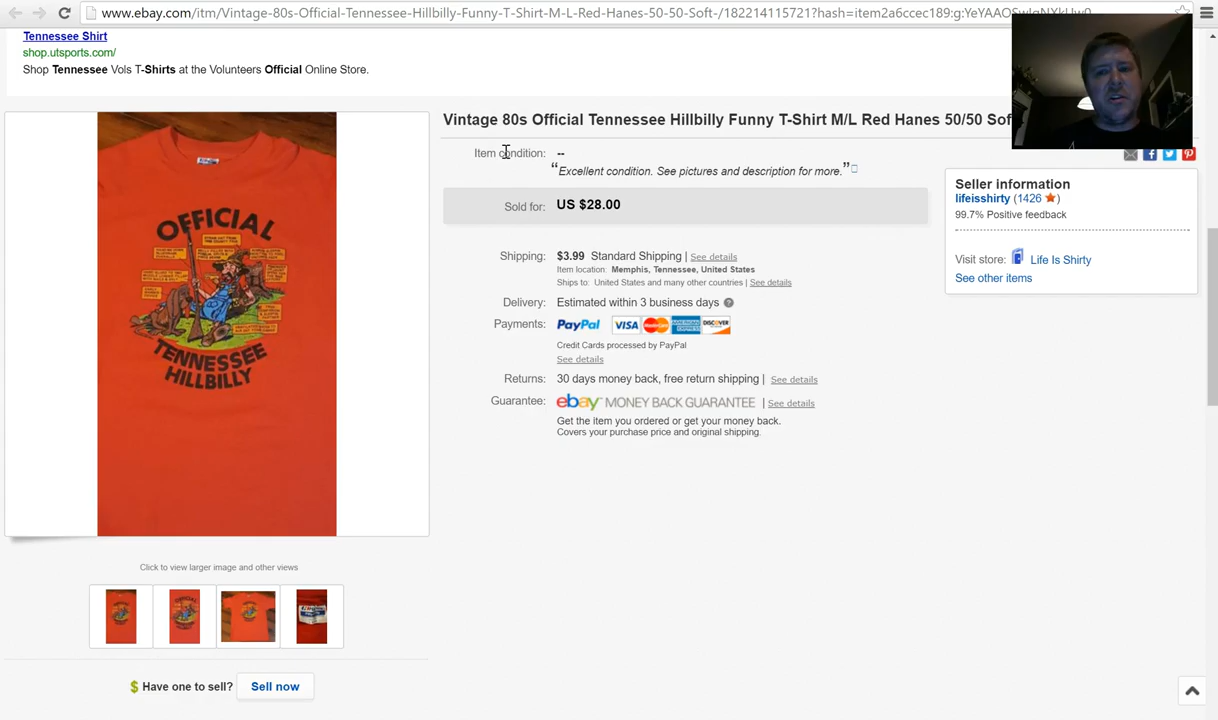 www.ebay.com/itm/Vintage-80s-Official-Tennessee-Hillbilly-Funny-T-Shirt-M-L-Red-Hanes-50-50-Soft-/182214115721?hash=item2a6ccec189:g:
Tennessee Shirt
shop.utsports.com/
Shop Tennessee Vols T-Shirts at the Volunteers Official Online Store.
Vintage 80s Official Tennessee Hillbilly Funny T-Shirt M/L Red Hanes 50/50 Sof
Item condition: --
“Excellent condition. See pictures and description for more.”
Sold for: US $28.00
Shipping: $3.99 Standard Shipping | See details
Item location: Memphis, Tennessee, United States
Ships to: United States and many other countries | See details
Delivery: Estimated within 3 business days
Payments: PayPal VISA MasterCard AMERICAN EXPRESS DISCOVER
Credit Cards processed by PayPal
See details
Returns: 30 days money back, free return shipping | See details
Guarantee: ebay MONEY BACK GUARANTEE | See details
Get the item you ordered or get your money back.
Covers your purchase price and original shipping.
Seller information
lifeisshirty (1426)
99.7% Positive feedback
Visit store: Life Is Shirty
See other items
OFFICIAL
TENNESSEE
HILLBILLY
Click to view larger image and other views
$ Have one to sell? Sell now